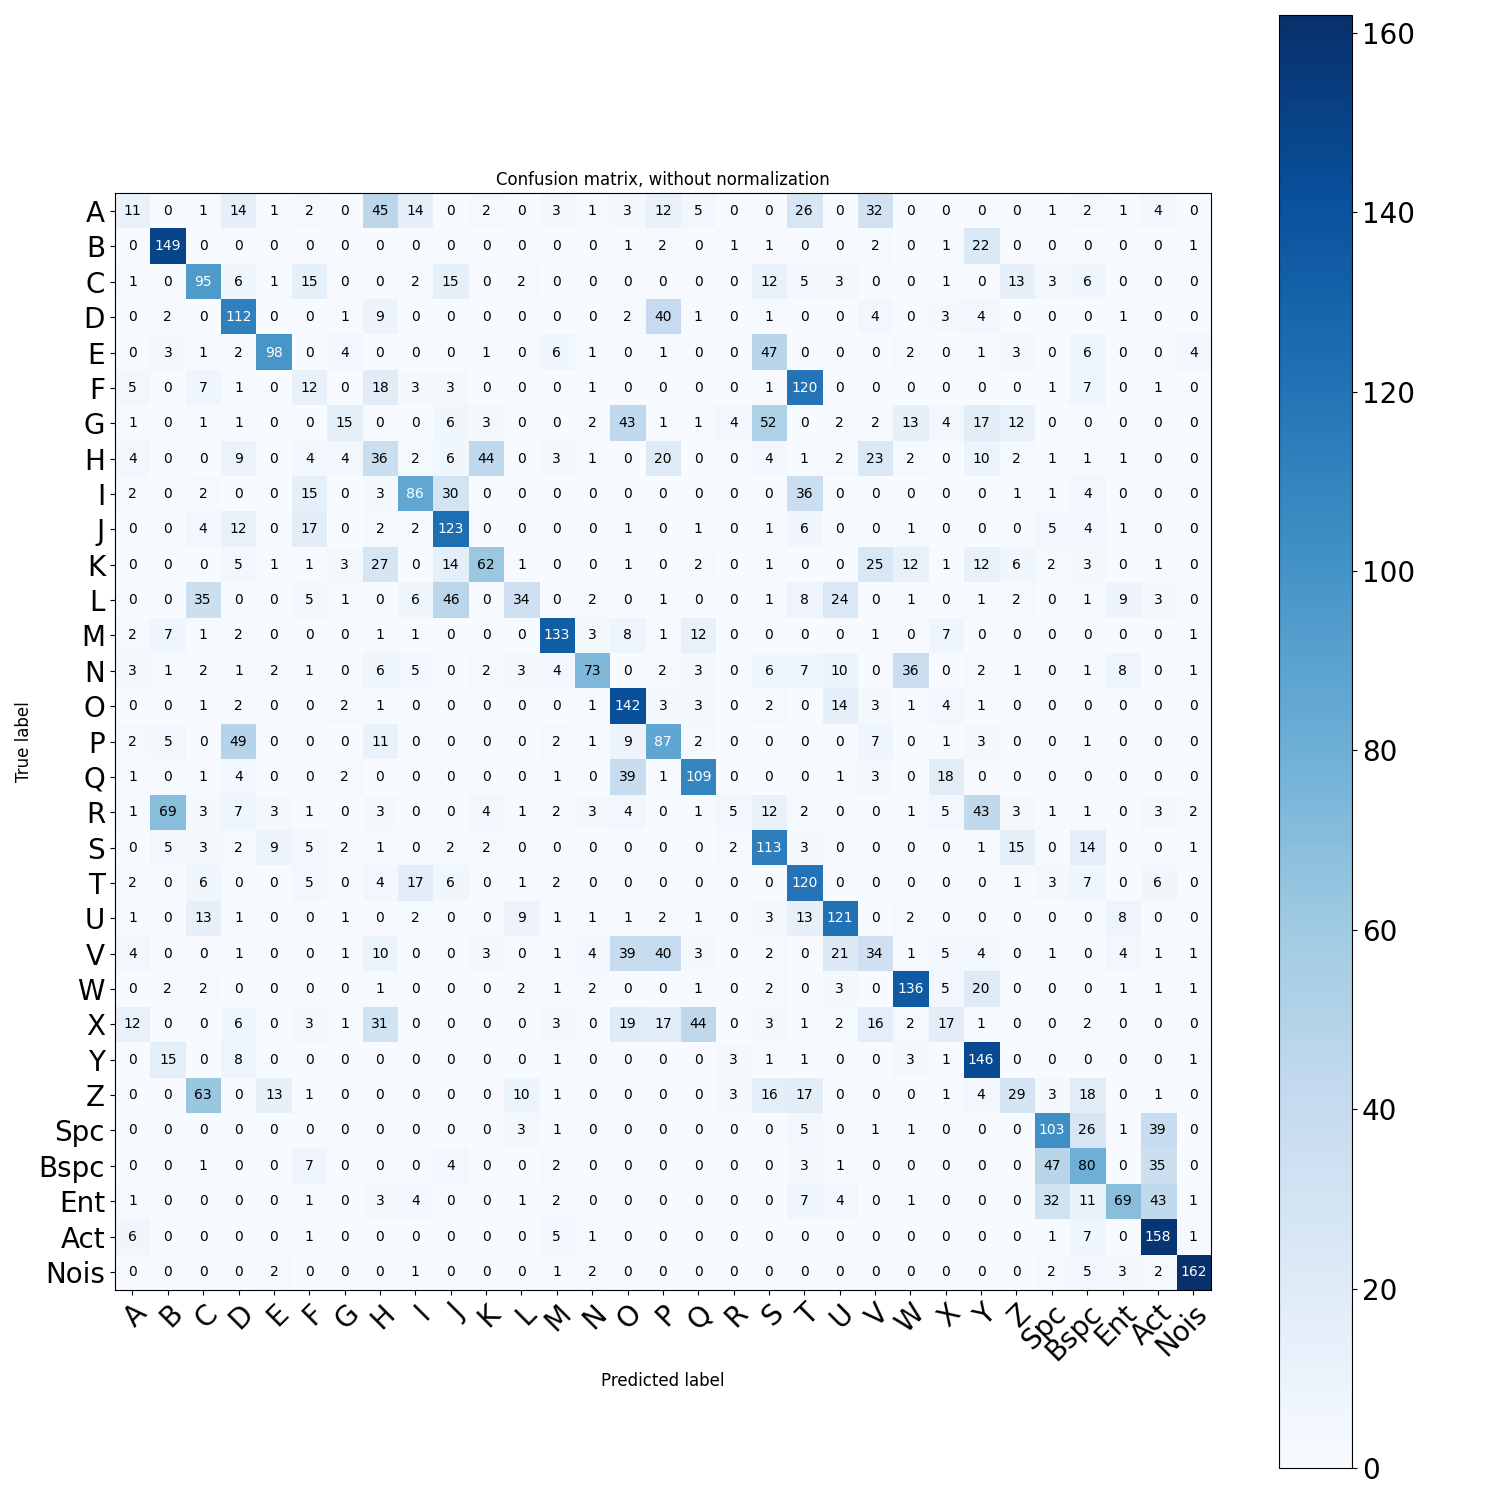 Confusion matrix, without normalization
A 11 0 1 14 1 2 0 45 14 0 2 0 3 1 3 12 5 0 0 26 0 32 0 0 0 0 1 2 1 4 0
B 0 149 0 0 0 0 0 0 0 0 0 0 0 0 1 2 0 1 1 0 0 2 0 1 22 0 0 0 0 0 1
C 1 0 95 6 1 15 0 0 2 15 0 2 0 0 0 0 0 0 12 5 3 0 0 1 0 13 3 6 0 0 0
D 0 2 0 112 0 0 1 9 0 0 0 0 0 0 2 40 1 0 1 0 0 4 0 3 4 0 0 0 1 0 0
E 0 3 1 2 98 0 4 0 0 0 1 0 6 1 0 1 0 0 47 0 0 0 2 0 1 3 0 6 0 0 4
F 5 0 7 1 0 12 0 18 3 3 0 0 0 1 0 0 0 0 1 120 0 0 0 0 0 0 1 7 0 1 0
G 1 0 1 1 0 0 15 0 0 6 3 0 0 2 43 1 1 4 52 0 2 2 13 4 17 12 0 0 0 0 0
H 4 0 0 9 0 4 4 36 2 6 44 0 3 1 0 20 0 0 4 1 2 23 2 0 10 2 1 1 1 0 0
I 2 0 2 0 0 15 0 3 86 30 0 0 0 0 0 0 0 0 0 36 0 0 0 0 0 1 1 4 0 0 0
J 0 0 4 12 0 17 0 2 2 123 0 0 0 0 1 0 1 0 1 6 0 0 1 0 0 0 5 4 1 0 0
K 0 0 0 5 1 1 3 27 0 14 62 1 0 0 1 0 2 0 1 0 0 25 12 1 12 6 2 3 0 1 0
L 0 0 35 0 0 5 1 0 6 46 0 34 0 2 0 1 0 0 1 8 24 0 1 0 1 2 0 1 9 3 0
M 2 7 1 2 0 0 0 1 1 0 0 0 133 3 8 1 12 0 0 0 0 1 0 7 0 0 0 0 0 0 1
N 3 1 2 1 2 1 0 6 5 0 2 3 4 73 0 2 3 0 6 7 10 0 36 0 2 1 0 1 8 0 1
O 0 0 1 2 0 0 2 1 0 0 0 0 0 1 142 3 3 0 2 0 14 3 1 4 1 0 0 0 0 0 0
P 2 5 0 49 0 0 0 11 0 0 0 0 2 1 9 87 2 0 0 0 0 7 0 1 3 0 0 1 0 0 0
Q 1 0 1 4 0 0 2 0 0 0 0 0 1 0 39 1 109 0 0 0 1 3 0 18 0 0 0 0 0 0 0
R 1 69 3 7 3 1 0 3 0 0 4 1 2 3 4 0 1 5 12 2 0 0 1 5 43 3 1 1 0 3 2
S 0 5 3 2 9 5 2 1 0 2 2 0 0 0 0 0 0 2 113 3 0 0 0 0 1 15 0 14 0 0 1
T 2 0 6 0 0 5 0 4 17 6 0 1 2 0 0 0 0 0 0 120 0 0 0 0 0 1 3 7 0 6 0
U 1 0 13 1 0 0 1 0 2 0 0 9 1 1 1 2 1 0 3 13 121 0 2 0 0 0 0 0 8 0 0
V 4 0 0 1 0 0 1 10 0 0 3 0 1 4 39 40 3 0 2 0 21 34 1 5 4 0 1 0 4 1 1
W 0 2 2 0 0 0 0 1 0 0 0 2 1 2 0 0 1 0 2 0 3 0 136 5 20 0 0 0 1 1 1
X 12 0 0 6 0 3 1 31 0 0 0 0 3 0 19 17 44 0 3 1 2 16 2 17 1 0 0 2 0 0 0
Y 0 15 0 8 0 0 0 0 0 0 0 0 1 0 0 0 0 3 1 1 0 0 3 1 146 0 0 0 0 0 1
Z 0 0 63 0 13 1 0 0 0 0 0 10 1 0 0 0 0 3 16 17 0 0 0 1 4 29 3 18 0 1 0
Spc 0 0 0 0 0 0 0 0 0 0 0 3 1 0 0 0 0 0 0 5 0 1 1 0 0 0 103 26 1 39 0
Bspc 0 0 1 0 0 7 0 0 0 4 0 0 2 0 0 0 0 0 0 3 1 0 0 0 0 0 47 80 0 35 0
Ent 1 0 0 0 0 1 0 3 4 0 0 1 2 0 0 0 0 0 0 7 4 0 1 0 0 0 32 11 69 43 1
Act 6 0 0 0 0 1 0 0 0 0 0 0 5 1 0 0 0 0 0 0 0 0 0 0 0 0 1 7 0 158 1
Nois 0 0 0 0 2 0 0 0 1 0 0 0 1 2 0 0 0 0 0 0 0 0 0 0 0 0 2 5 3 2 162
A B C D E F G H I J K L M N O P Q R S T U V W X Y Z Spc Bspc Ent Act Nois
Predicted label
True label
160
140
120
100
80
60
40
20
0